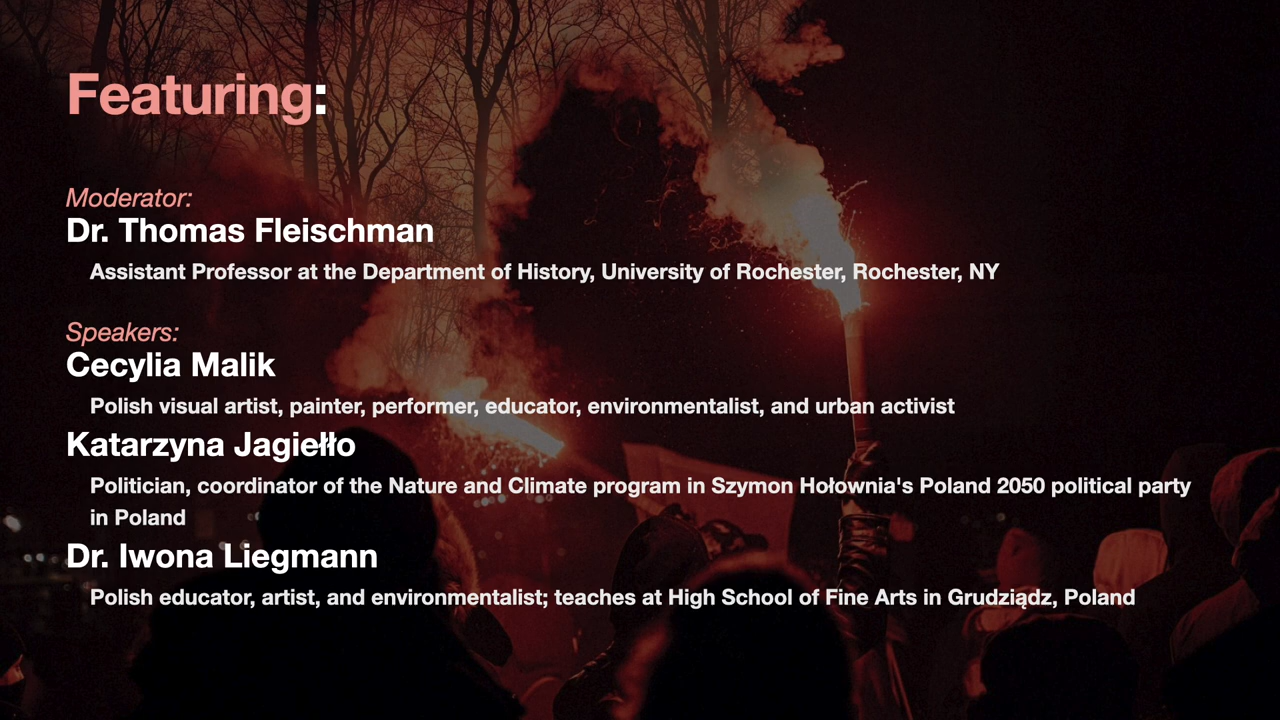 Featuring:
Moderator:
Dr. Thomas Fleischman
Assistant Professor at the Department of History, University of Rochester, Rochester, NY
Speakers:
Cecylia Malik
Polish visual artist, painter, performer, educator, environmentalist, and urban activist
Katarzyna Jagiełło
Politician, coordinator of the Nature and Climate program in Szymon Hołownia's Poland 2050 political party
in Poland
Dr. Iwona Liegmann
Polish educator, artist, and environmentalist; teaches at High School of Fine Arts in Grudziądz, Poland